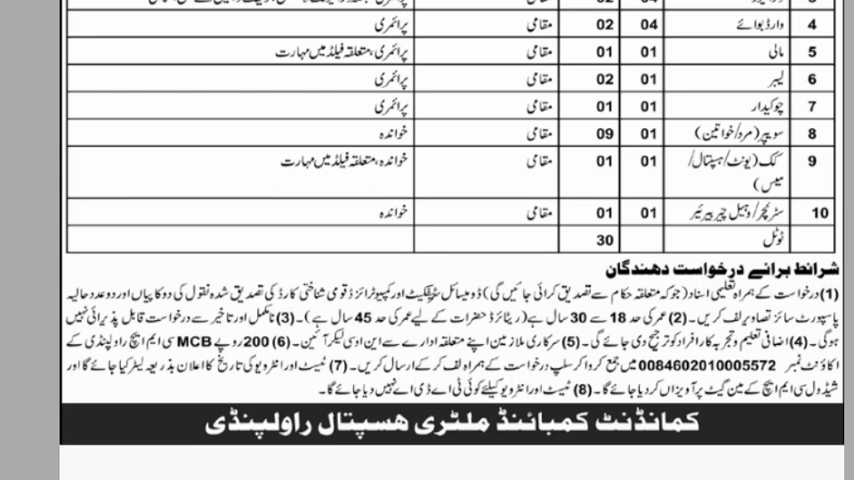 4 وارڈ بوائے 04 02 مقامی پرائمری
5 مالی 01 01 مقامی پرائمری، متعلقہ فیلڈ میں مہارت
6 لیبر 01 02 مقامی پرائمری
7 چوکیدار 01 01 مقامی پرائمری
8 سویپر (مرد/خواتین) 01 09 مقامی خواندہ
9 کک (یونٹ/ہسپتال/ 01 01 مقامی خواندہ، متعلقہ فیلڈ میں مہارت
میس)
10 سٹریچر/وہیل چیر بیرئیر 01 01 مقامی خواندہ
ٹوٹل 30
شرائط برائے درخواست دھندگان
(1) درخواست کے ہمراہ تعلیمی اسناد (جو کہ متعلقہ حکام سے تصدیق کرائی جائیں گی) ڈومیسائل سرٹیفکیٹ اور کمپیوٹرائزڈ قومی شناختی کارڈ کی تصدیق شدہ نقول کی دو کاپیاں اور دو عدد حالیہ
پاسپورٹ سائز تصاویر لف کریں۔ (2) عمر کی حد 18 سے 30 سال ہے (ریٹائرڈ حضرات کے لیے عمر کی حد 45 سال ہے)۔ (3) نامکمل اور تاخیر سے درخواست قابل پذیرائی نہیں
ہوگی۔ (4) اضافی تعلیم و تجربہ کار افراد کو ترجیح دی جائے گی۔ (5) سرکاری ملازمین اپنے متعلقہ ادارے سے این او سی لیکر آئیں۔ (6) 200 روپے MCB سی ایم ایچ راولپنڈی کے
اکاؤنٹ نمبر 0084602010005572 میں جمع کروا کر سلپ درخواست کے ہمراہ لف کر کے ارسال کریں۔ (7) ٹیسٹ اور انٹرویو کی تاریخ کا اعلان بذریعہ لیٹر کیا جائے گا اور
شیڈول سی ایم ایچ کے مین گیٹ پر آویزاں کر دیا جائے گا۔ (8) ٹیسٹ اور انٹرویو کیلئے کوئی ٹی اے ڈی اے نہیں دیا جائے گا۔
کمانڈنٹ کمبائنڈ ملٹری ہسپتال راولپنڈی